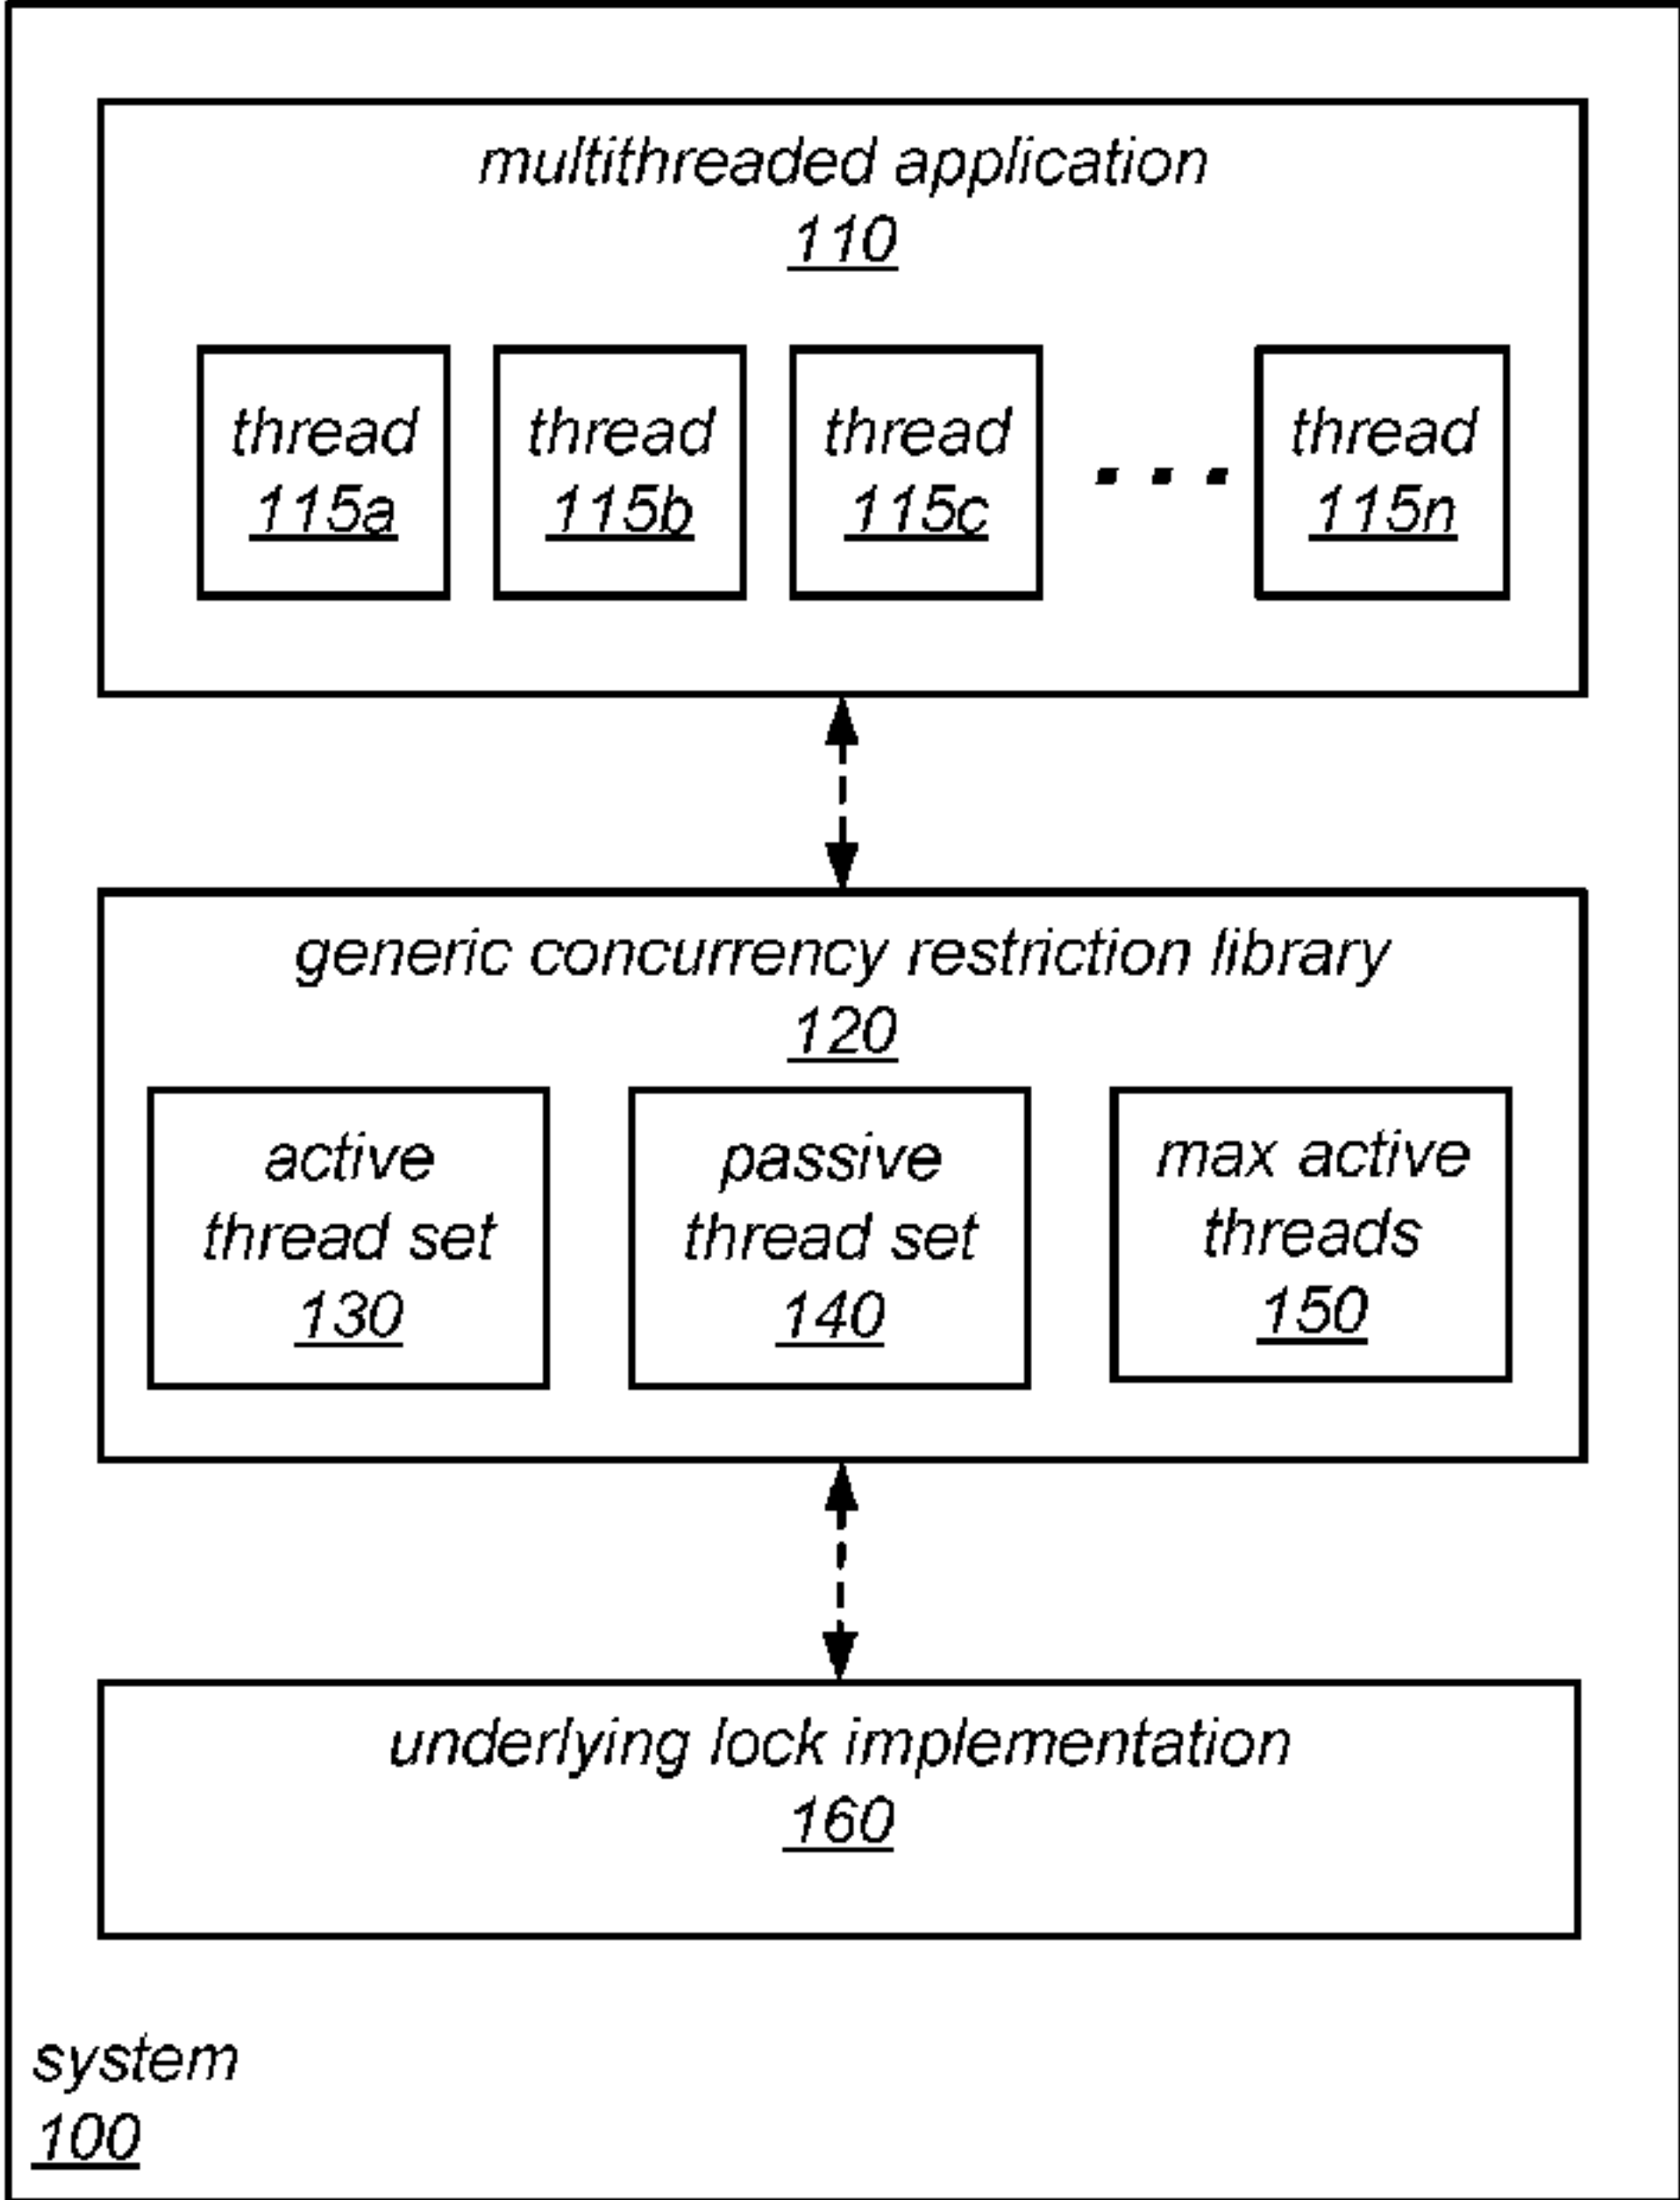 multithreaded application
110
thread
115a
thread
115b
thread
115c
...
thread
115n
generic concurrency restriction library
120
active
thread set
130
passive
thread set
140
max active
threads
150
underlying lock implementation
160
system
100